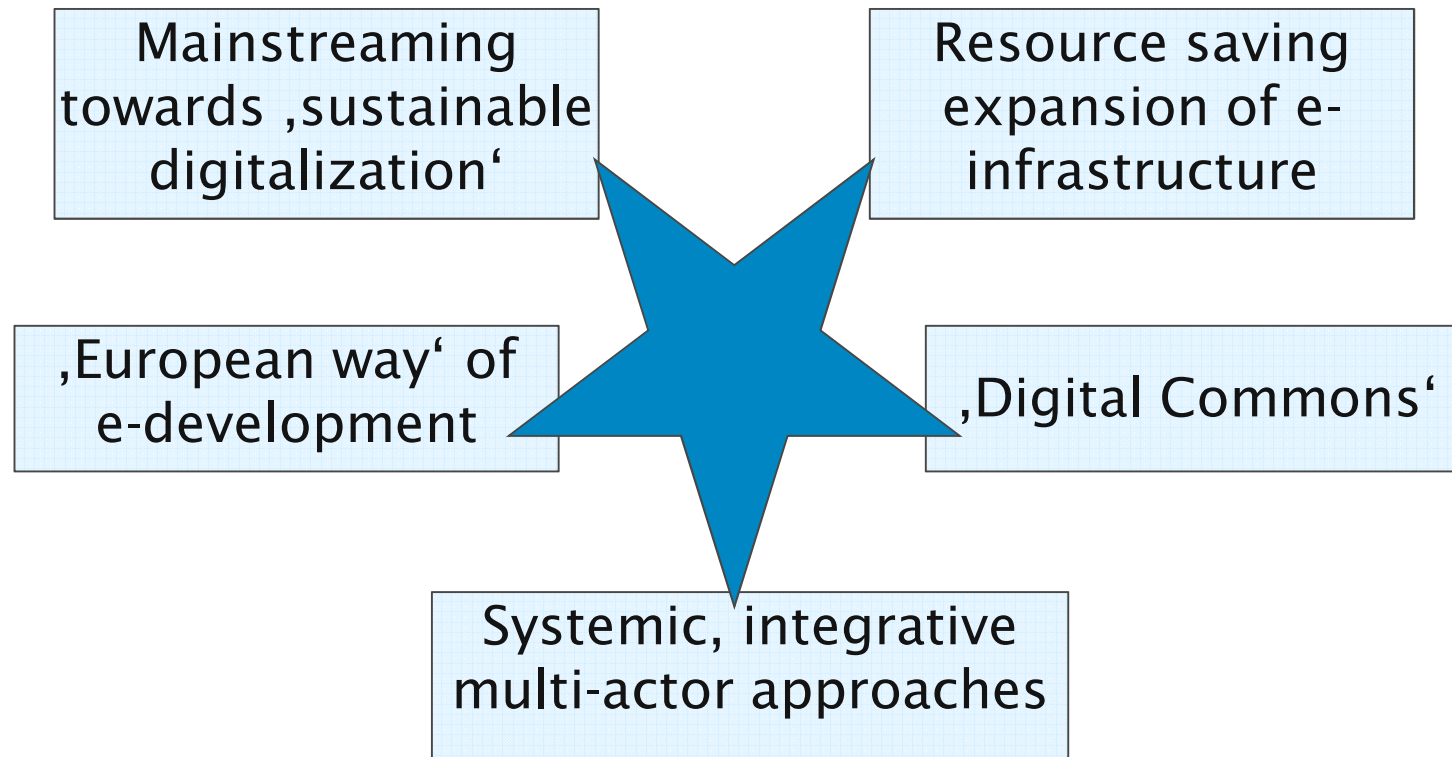 Mainstreaming
towards ‚sustainable
digitalization‘
Resource saving
expansion of e-
infrastructure
‚European way‘ of
e-development
‚Digital Commons‘
Systemic, integrative
multi-actor approaches